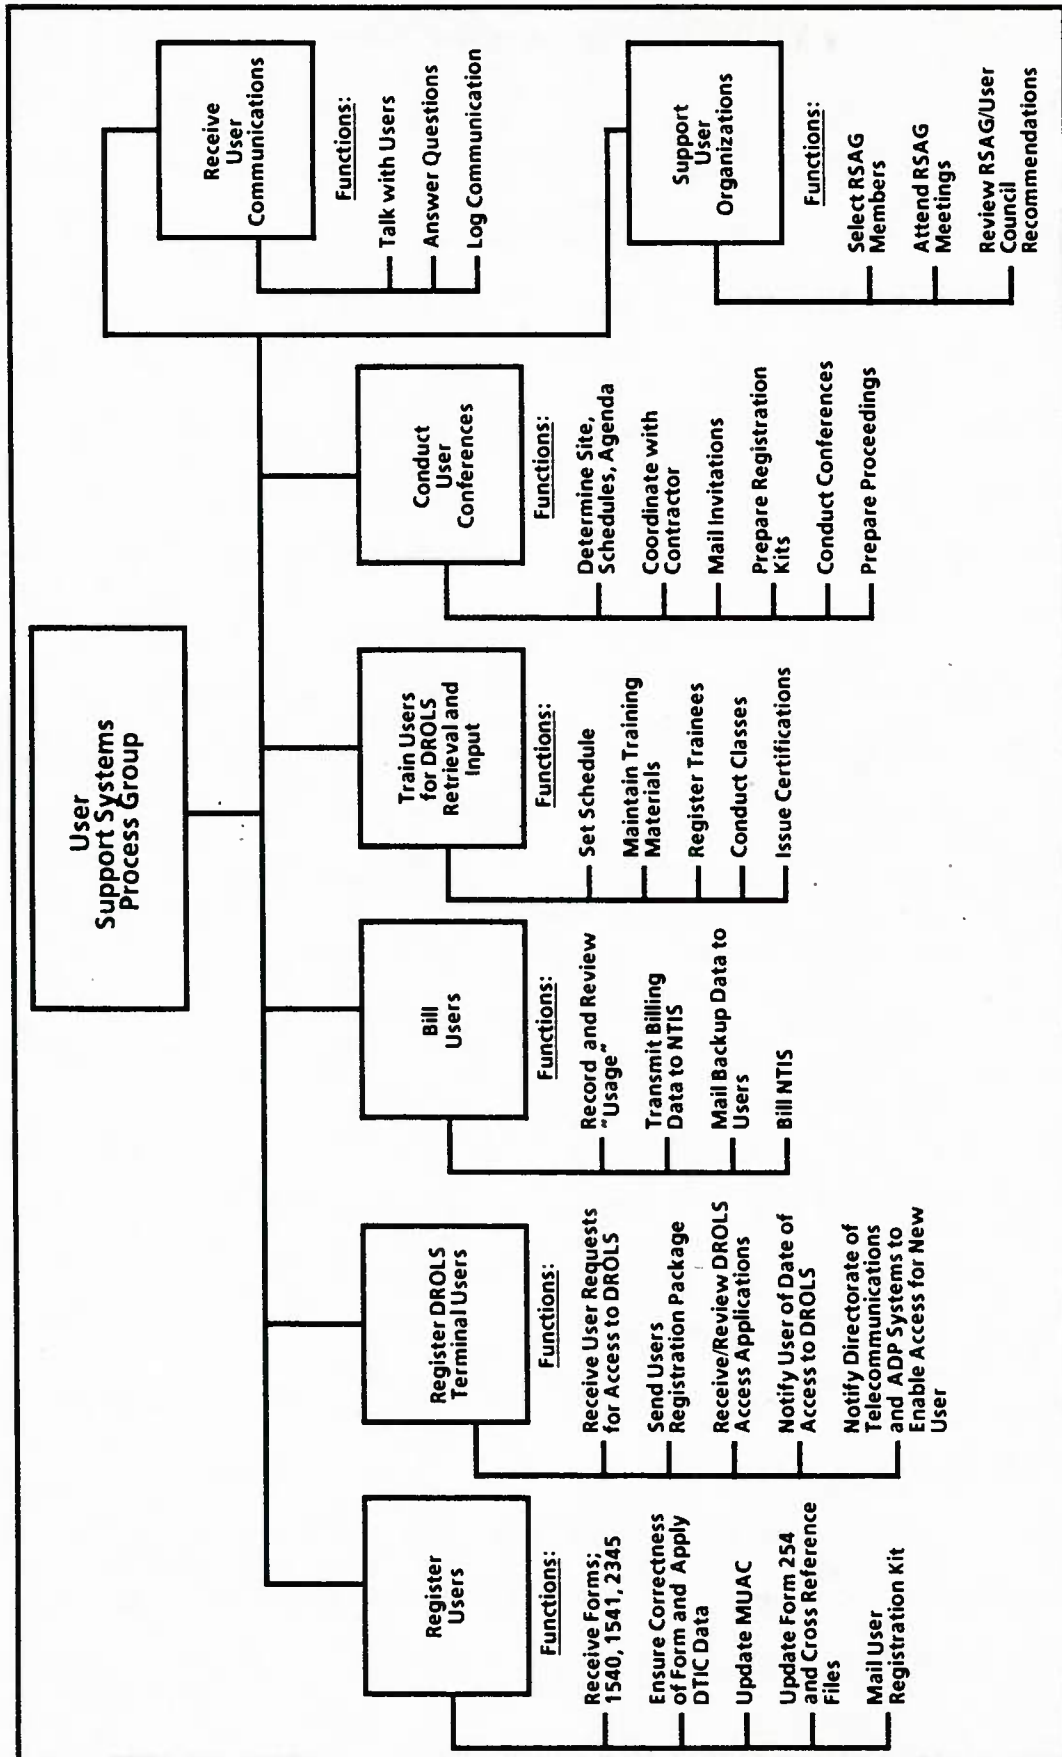 User
Support Systems
Process Group
Register
Users
Functions:
Receive Forms;
1540, 1541, 2345
Ensure Correctness
of Form and Apply
DTIC Data
Update MUAC
Update Form 254
and Cross Reference
Files
Mail User
Registration Kit
Register DROLS
Terminal Users
Functions:
Receive User Requests
for Access to DROLS
Send Users
Registration Package
Receive/Review DROLS
Access Applications
Notify User of Date of
Access to DROLS
Notify Directorate of
Telecommunications
and ADP Systems to
Enable Access for New
User
Bill
Users
Functions:
Record and Review
"Usage"
Transmit Billing
Data to NTIS
Mail Backup Data to
Users
Bill NTIS
Train Users
for DROLS
Retrieval and
Input
Functions:
Set Schedule
Maintain Training
Materials
Register Trainees
Conduct Classes
Issue Certifications
Conduct
User
Conferences
Functions:
Determine Site,
Schedules, Agenda
Coordinate with
Contractor
Mail Invitations
Prepare Registration
Kits
Conduct Conferences
Prepare Proceedings
Receive
User
Communications
Functions:
Talk with Users
Answer Questions
Log Communication
Support
User
Organizations
Functions:
Select RSAG
Members
Attend RSAG
Meetings
Review RSAG/User
Council
Recommendations